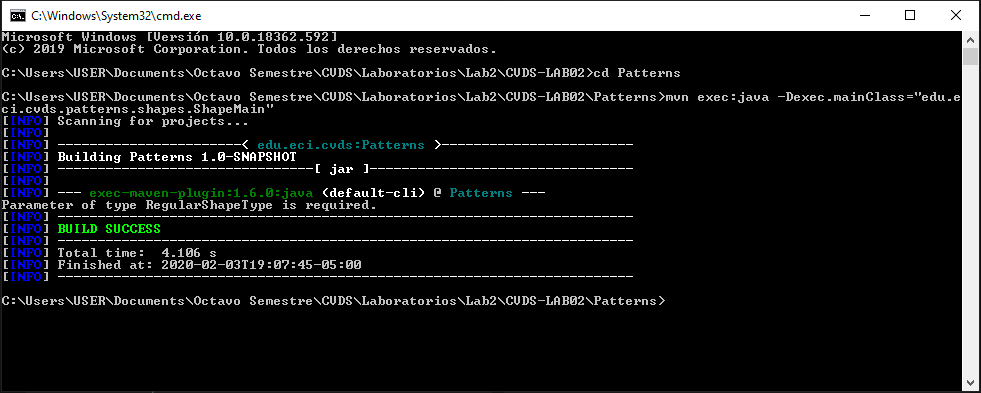 C:\Windows\System32\cmd.exe
Microsoft Windows [Versión 10.0.18362.592]
(c) 2019 Microsoft Corporation. Todos los derechos reservados.
C:\Users\USER\Documents\Octavo Semestre\CVDS\Laboratorios\Lab2\CVDS-LAB02>cd Patterns
C:\Users\USER\Documents\Octavo Semestre\CVDS\Laboratorios\Lab2\CVDS-LAB02\Patterns>mvn exec:java -Dexec.mainClass="edu.e
ci.cvds.patterns.shapes.ShapeMain"
[INFO] Scanning for projects...
[INFO]
[INFO] -----------------------< edu.eci.cvds:Patterns >------------------------
[INFO] Building Patterns 1.0-SNAPSHOT
[INFO] --------------------------------[ jar ]---------------------------------
[INFO]
[INFO] --- exec-maven-plugin:1.6.0:java (default-cli) @ Patterns ---
Parameter of type RegularShapeType is required.
[INFO] ------------------------------------------------------------------------
[INFO] BUILD SUCCESS
[INFO] ------------------------------------------------------------------------
[INFO] Total time:  4.106 s
[INFO] Finished at: 2020-02-03T19:07:45-05:00
[INFO] ------------------------------------------------------------------------
C:\Users\USER\Documents\Octavo Semestre\CVDS\Laboratorios\Lab2\CVDS-LAB02\Patterns>